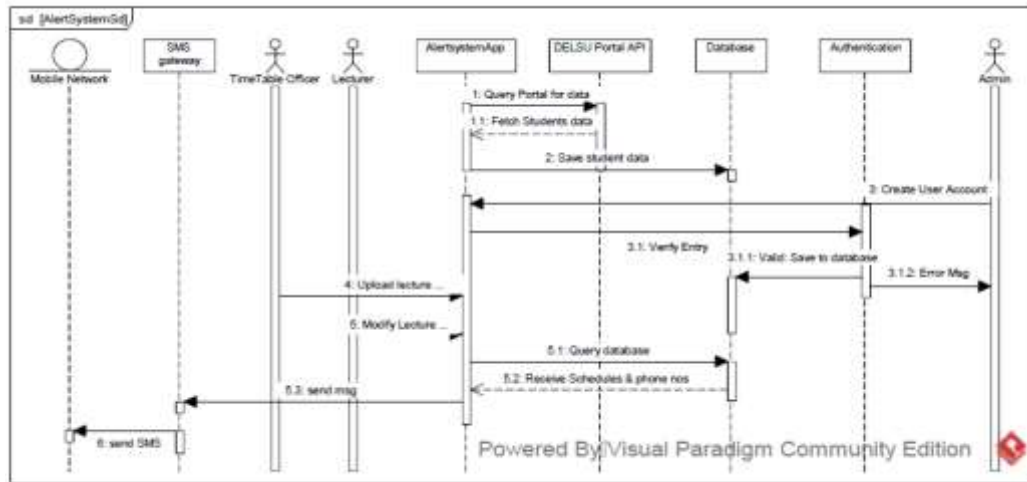 sd [AlertSystemSd]
Mobile Network
SMS
gateway
TimeTable Officer
Lecturer
AlertsystemApp
DELSU Portal API
Database
Authentication
Admin
1: Query Portal for data
1.1: Fetch Students data
2: Save student data
3: Create User Account
3.1: Verify Entry
3.1.1: Valid: Save to database
3.1.2: Error Msg
4: Upload lecture ...
5: Modify Lecture ...
5.1: Query database
5.2: Receive Schedules & phone nos
5.3: send msg
6: send SMS
Powered By Visual Paradigm Community Edition